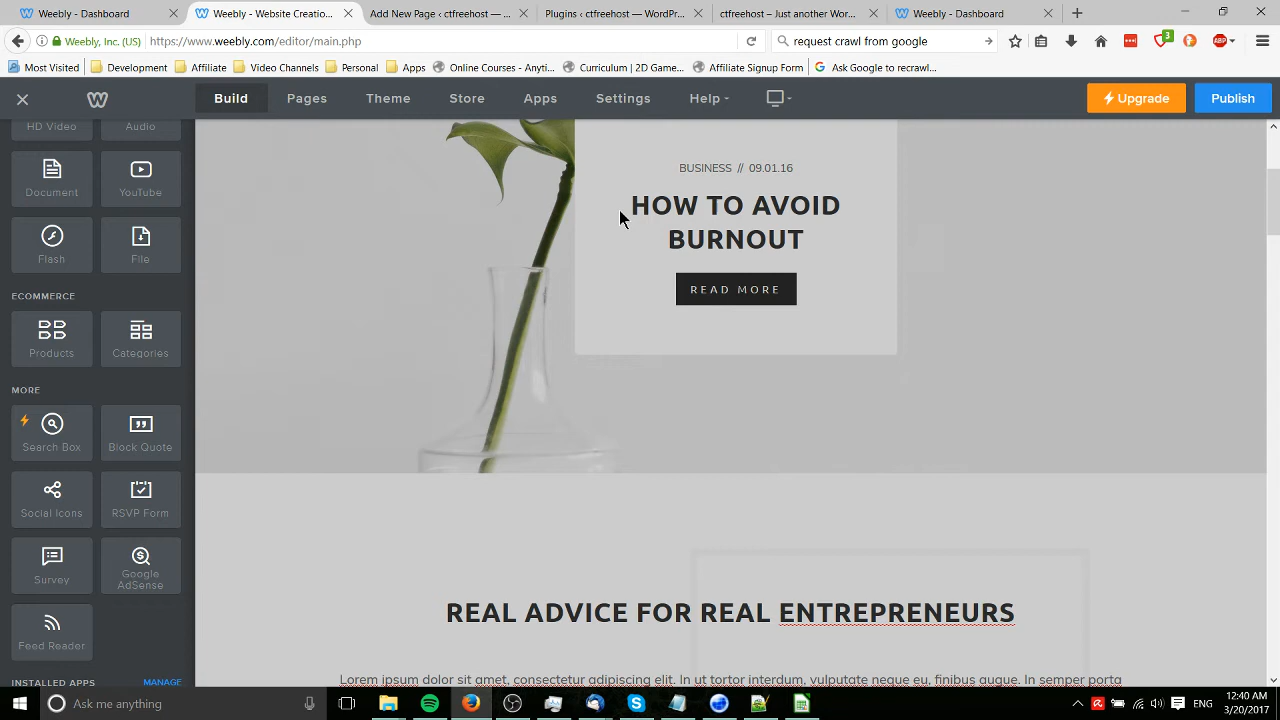 Weebly - Dashboard
Weebly - Website Creatio...
Add New Page ‹ ctfreehost — ...
Plugins ‹ ctfreehost — WordPr...
ctfreehost – Just another Wor...
Weebly - Dashboard
Weebly, Inc. (US)
https://www.weebly.com/editor/main.php
request crawl from google
3
ABP
Most Visited
Development
Affiliate
Video Channels
Personal
Apps
Online Courses - Anyti...
Curriculum | 2D Game...
Affiliate Signup Form
Ask Google to recrawl...
Build
Pages
Theme
Store
Apps
Settings
Help
Upgrade
Publish
HD Video
Audio
Document
YouTube
Flash
File
ECOMMERCE
Products
Categories
MORE
Search Box
Block Quote
Social Icons
RSVP Form
Survey
Google AdSense
Feed Reader
INSTALLED APPS
MANAGE
BUSINESS // 09.01.16
HOW TO AVOID
BURNOUT
READ MORE
REAL ADVICE FOR REAL ENTREPRENEURS
Lorem ipsum dolor sit amet, consectetur adipiscing elit. In ut tortor interdum, vulputate neque eu, finibus augue. In semper porta
Ask me anything
ENG
12:40 AM
3/20/2017